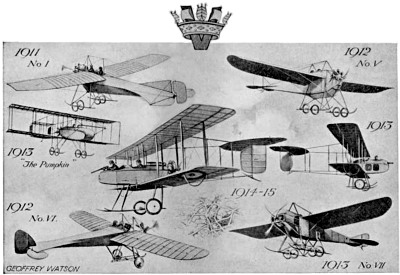 1911
No. I
1912
No. V
1913
"The Pumpkin"
1913
1914-15
1912
No. VI.
1913
No. VII
GEOFFREY WATSON